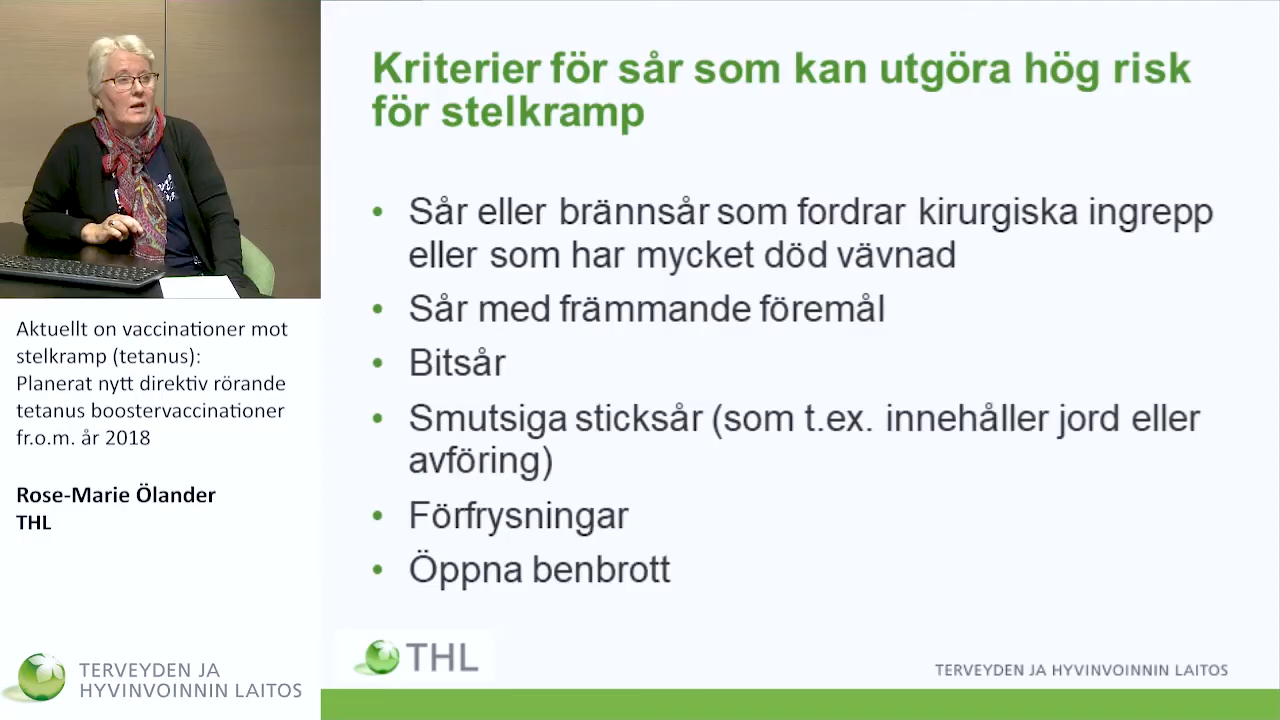 Kriterier för sår som kan utgöra hög risk
för stelkramp
• Sår eller brännsår som fordrar kirurgiska ingrepp
eller som har mycket död vävnad
• Sår med främmande föremål
• Bitsår
• Smutsiga sticksår (som t.ex. innehåller jord eller
avföring)
• Förfrysningar
• Öppna benbrott
THL
TERVEYDEN JA HYVINVOINNIN LAITOS
Aktuellt on vaccinationer mot
stelkramp (tetanus):
Planerat nytt direktiv rörande
tetanus boostervaccinationer
fr.o.m. år 2018
Rose-Marie Ölander
THL
TERVEYDEN JA
HYVINVOINNIN LAITOS